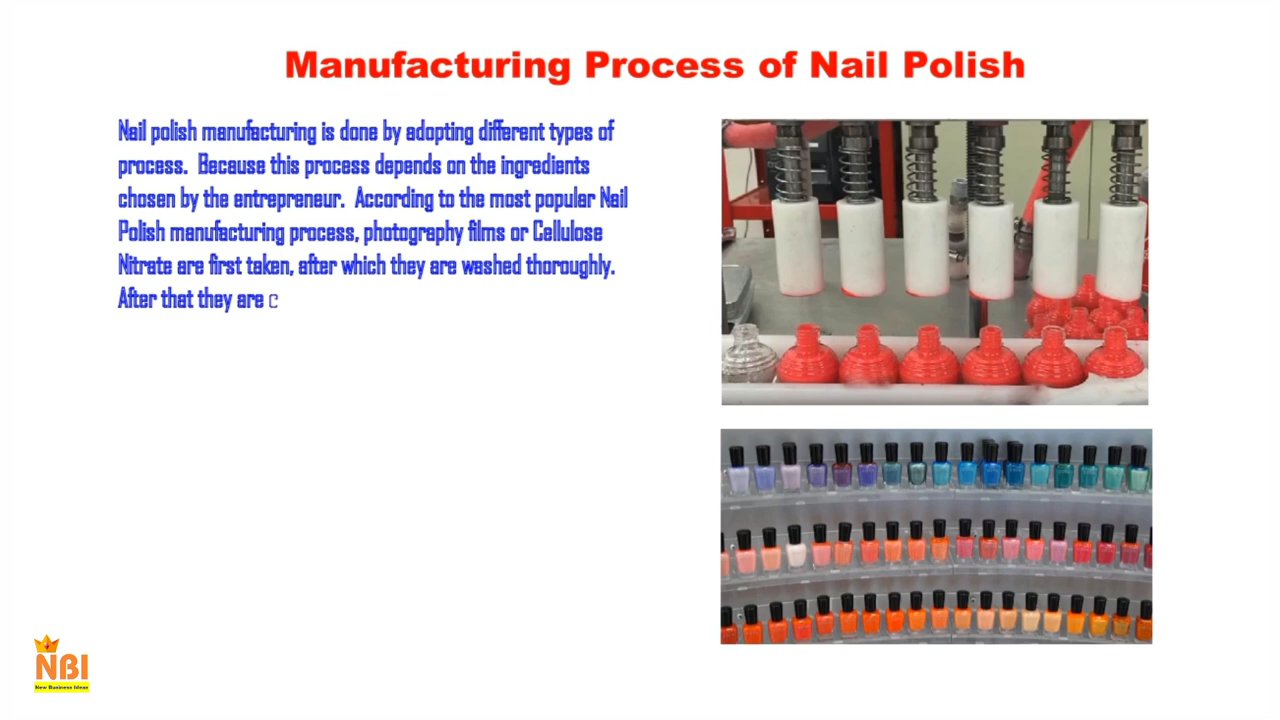 Manufacturing Process of Nail Polish
Nail polish manufacturing is done by adopting different types of
process.  Because this process depends on the ingredients
chosen by the entrepreneur.  According to the most popular Nail
Polish manufacturing process, photography films or Cellulose
Nitrate are first taken, after which they are washed thoroughly.
After that they are c
NBI
New Business Ideas